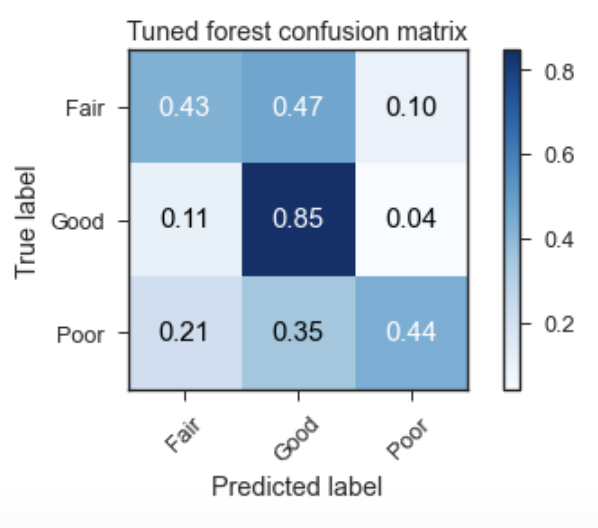 Tuned forest confusion matrix
True label
Fair 0.43 0.47 0.10
Good 0.11 0.85 0.04
Poor 0.21 0.35 0.44
Fair Good Poor
Predicted label
0.8
0.6
0.4
0.2